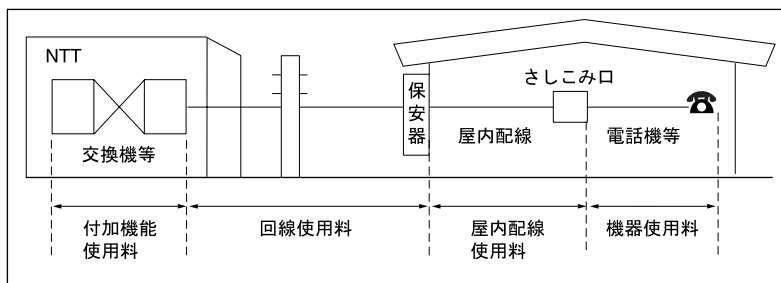 NTT
交換機等
保安器
さしこみ口
屋内配線
電話機等
付加機能
使用料
回線使用料
屋内配線
使用料
機器使用料